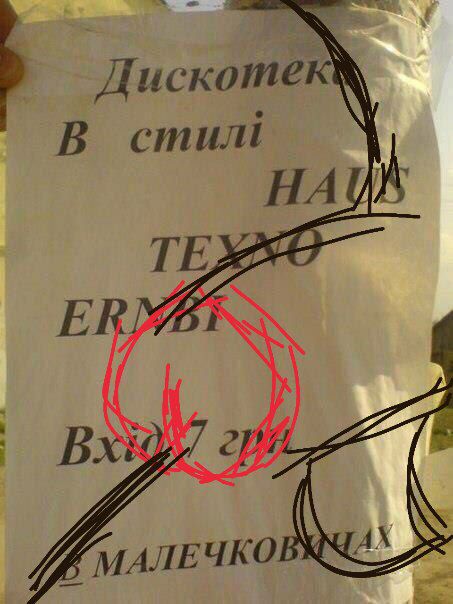 Дискотека
В стилі
HAUS
TEXNO
ERNBI
Вхід 7 грн
В МАЛЕЧКОВИЧАХ